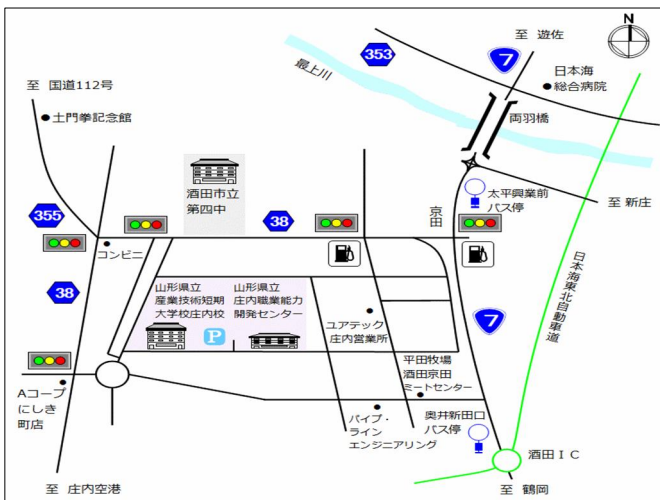 N
至 遊佐
353
7
日本海
総合病院
最上川
両羽橋
至 国道112号
土門拳記念館
酒田市立
第四中
太平興業前
バス停
至 新庄
京田
355
38
コンビニ
38
日本海東北自動車道
山形県立
産業技術短期
大学校庄内校
山形県立
庄内職業能力
開発センター
P
ユアテック
庄内営業所
7
平田牧場
酒田京田
ミートセンター
Aコープ
にしき
町店
パイプ・
ライン
エンジニアリング
奥井新田口
バス停
酒田IC
至 庄内空港
至 鶴岡